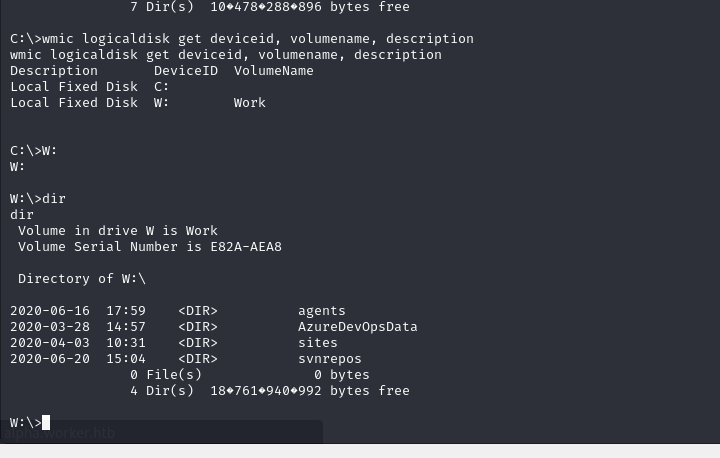 7 Dir(s)  10�478�288�896 bytes free
C:\>wmic logicaldisk get deviceid, volumename, description
wmic logicaldisk get deviceid, volumename, description
Description       DeviceID  VolumeName
Local Fixed Disk  C:
Local Fixed Disk  W:        Work
C:\>W:
W:
W:\>dir
dir
 Volume in drive W is Work
 Volume Serial Number is E82A-AEA8
 Directory of W:\
2020-06-16  17:59    <DIR>          agents
2020-03-28  14:57    <DIR>          AzureDevOpsData
2020-04-03  10:31    <DIR>          sites
2020-06-20  15:04    <DIR>          svnrepos
               0 File(s)              0 bytes
               4 Dir(s)  18�761�940�992 bytes free
W:\>
alpha.worker.htb